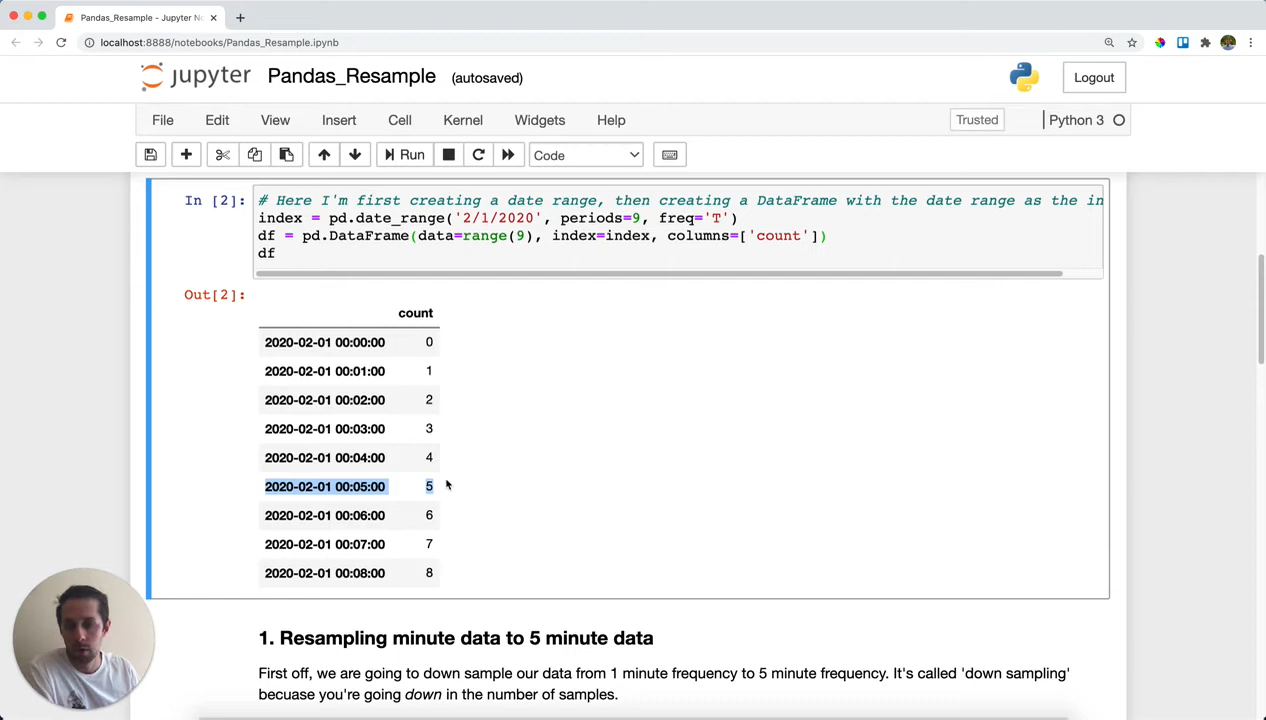 Pandas_Resample - Jupyter No
localhost:8888/notebooks/Pandas_Resample.ipynb
jupyter Pandas_Resample (autosaved) Logout
File Edit View Insert Cell Kernel Widgets Help Trusted Python 3
Run Code
In [2]: # Here I'm first creating a date range, then creating a DataFrame with the date range as the in
index = pd.date_range('2/1/2020', periods=9, freq='T')
df = pd.DataFrame(data=range(9), index=index, columns=['count'])
df
Out[2]:
count
2020-02-01 00:00:00 0
2020-02-01 00:01:00 1
2020-02-01 00:02:00 2
2020-02-01 00:03:00 3
2020-02-01 00:04:00 4
2020-02-01 00:05:00 5
2020-02-01 00:06:00 6
2020-02-01 00:07:00 7
2020-02-01 00:08:00 8
1. Resampling minute data to 5 minute data
First off, we are going to down sample our data from 1 minute frequency to 5 minute frequency. It's called 'down sampling'
becuase you're going down in the number of samples.